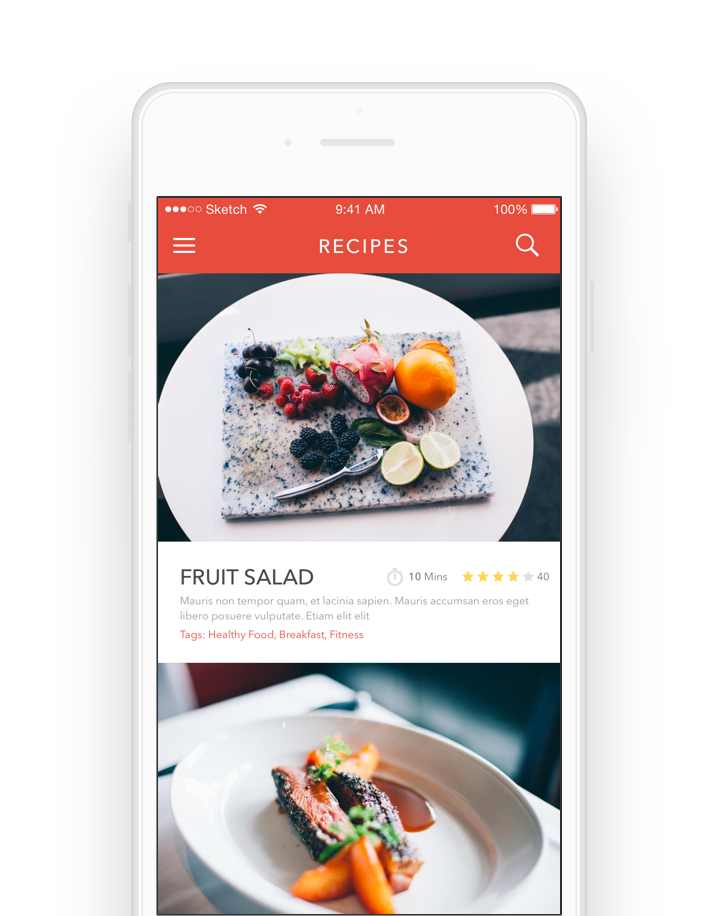 Sketch 9:41 AM 100%
RECIPES
FRUIT SALAD 10 Mins 40
Mauris non tempor quam, et lacinia sapien. Mauris accumsan eros eget
libero posuere vulputate. Etiam elit elit
Tags: Healthy Food, Breakfast, Fitness